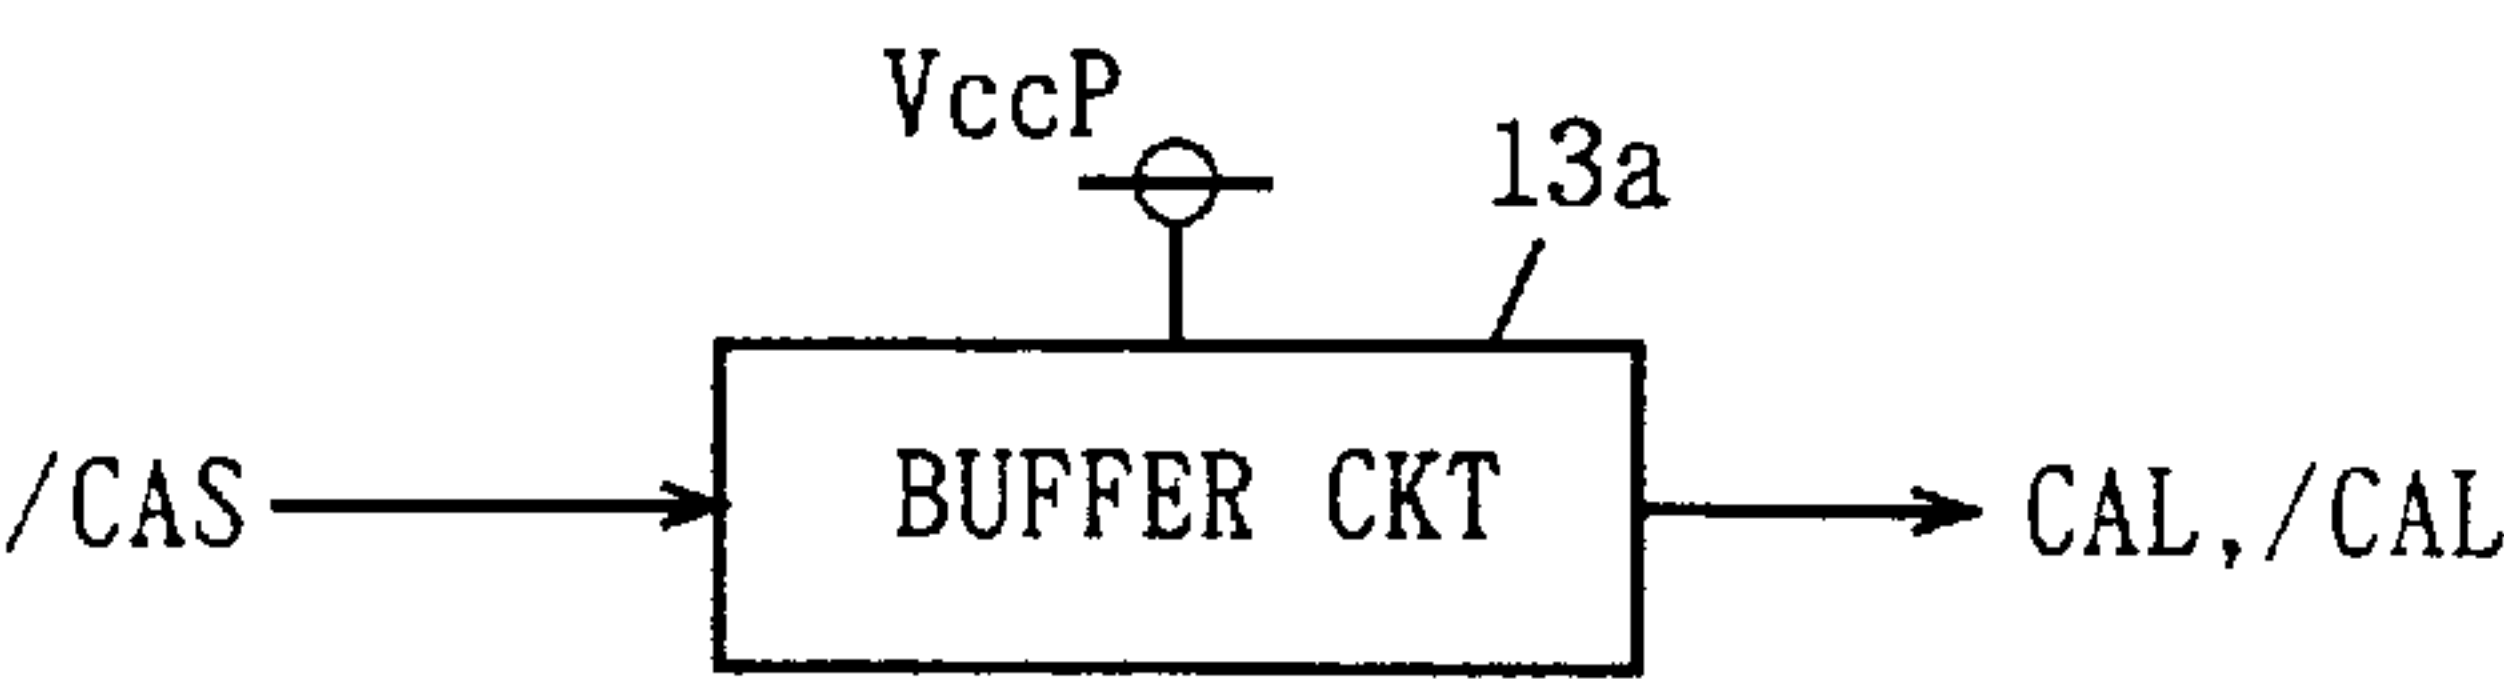 VccP
13a
/CAS
BUFFER CKT
CAL,/CAL